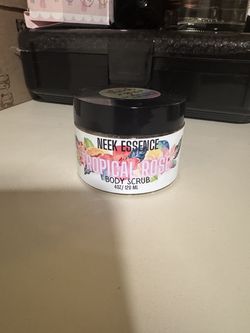 NEEK ESSENCE
TROPICAL ROSE
BODY SCRUB
4OZ/ 120 ML